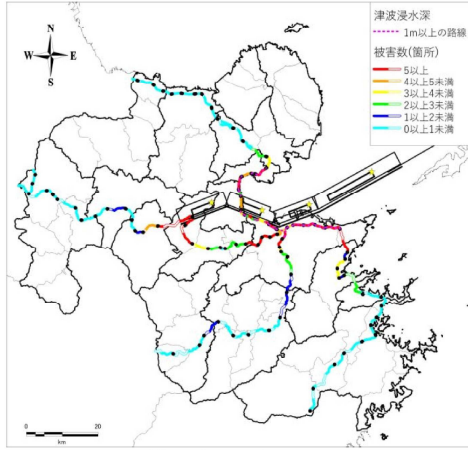 津波浸水深
1m以上の路線
被害数(箇所)
5以上
4以上5未満
3以上4未満
2以上3未満
1以上2未満
0以上1未満
N
W E
S
0 20
km